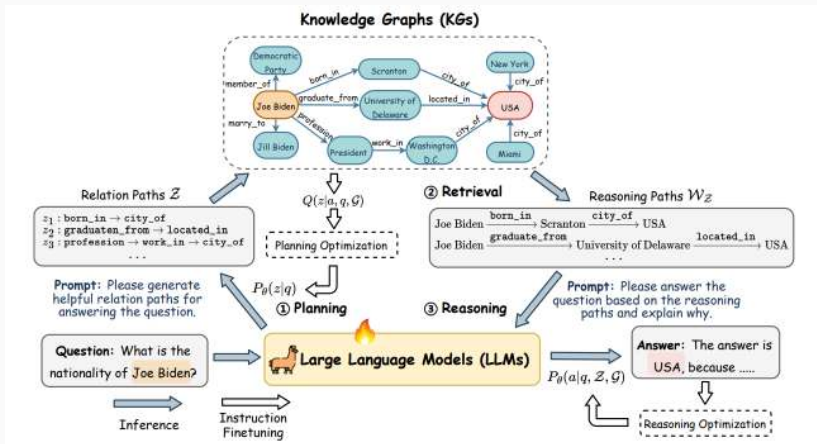 Knowledge Graphs (KGs)
Democratic
Party
New York
born_in
Scranton
city_of
member_of
city_of
Joe Biden
graduate_from
University of
Delaware
located_in
USA
marry_to
profession
city_of
city_of
work_in
Jill Biden
President
Washington
D.C.
Miami
Relation Paths Z
Q(z|a, q, G)
② Retrieval
Reasoning Paths W_Z
z₁ : born_in → city_of
z₂ : graduaten_from → located_in
z₃ : profession → work_in → city_of
...
Planning Optimization
Joe Biden born_in→ Scranton city_of→ USA
Joe Biden graduate_from→ University of Delaware located_in→ USA
...
Prompt: Please generate
helpful relation paths for
answering the question.
P_θ(z|q)
① Planning
③ Reasoning
Prompt: Please answer the
question based on the reasoning
paths and explain why.
Question: What is the
nationality of Joe Biden?
Large Language Models (LLMs)
P_θ(a|q, Z, G)
Answer: The answer is
USA, because .....
Inference
Instruction
Finetuning
Reasoning Optimization